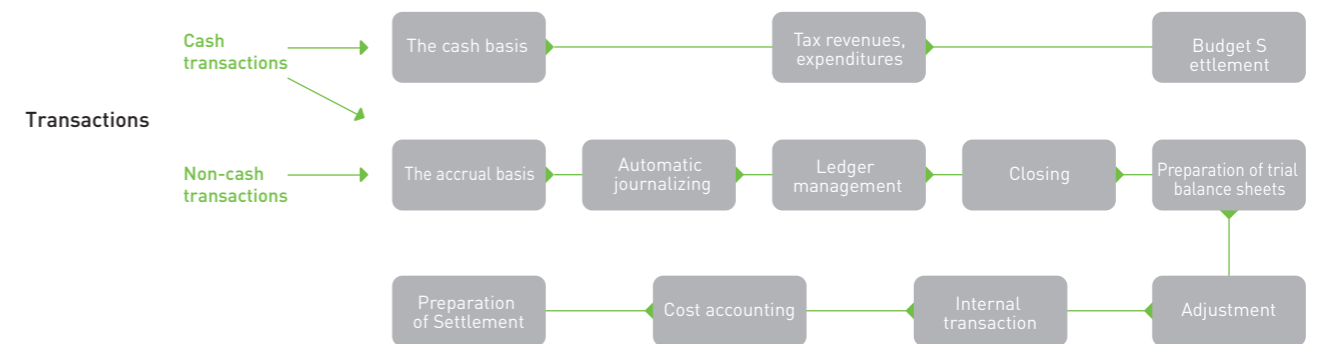 Cash
transactions
The cash basis
Tax revenues,
expenditures
Budget S
ettlement
Transactions
Non-cash
transactions
The accrual basis
Automatic
journalizing
Ledger
management
Closing
Preparation of trial
balance sheets
Preparation
of Settlement
Cost accounting
Internal
transaction
Adjustment